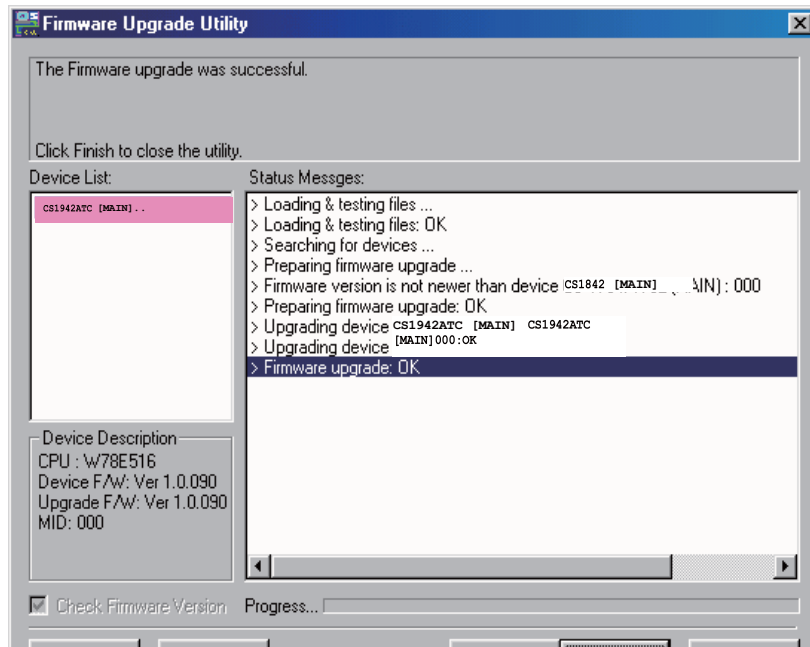 Firmware Upgrade Utility
The Firmware upgrade was successful.
Click Finish to close the utility.
Device List:
CS1942ATC [MAIN]..
Status Messges:
> Loading & testing files ...
> Loading & testing files: OK
> Searching for devices ...
> Preparing firmware upgrade ...
> Firmware version is not newer than device CS1842 [MAIN] AIN) : 000
> Preparing firmware upgrade: OK
> Upgrading device CS1942ATC [MAIN] CS1942ATC
> Upgrading device [MAIN]000:OK
> Firmware upgrade: OK
Device Description
CPU : W78E516
Device F/W: Ver 1.0.090
Upgrade F/W: Ver 1.0.090
MID: 000
Check Firmware Version
Progress...